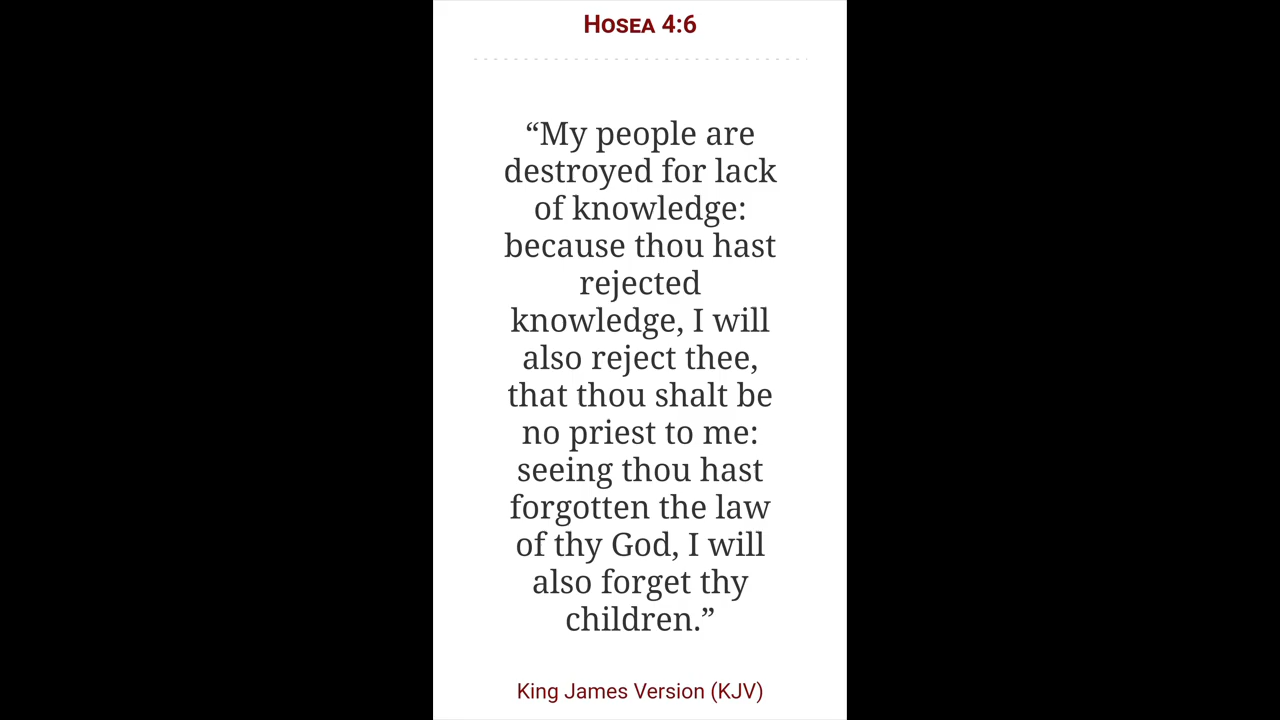 Hosea 4:6
“My people are
destroyed for lack
of knowledge:
because thou hast
rejected
knowledge, I will
also reject thee,
that thou shalt be
no priest to me:
seeing thou hast
forgotten the law
of thy God, I will
also forget thy
children.”
King James Version (KJV)